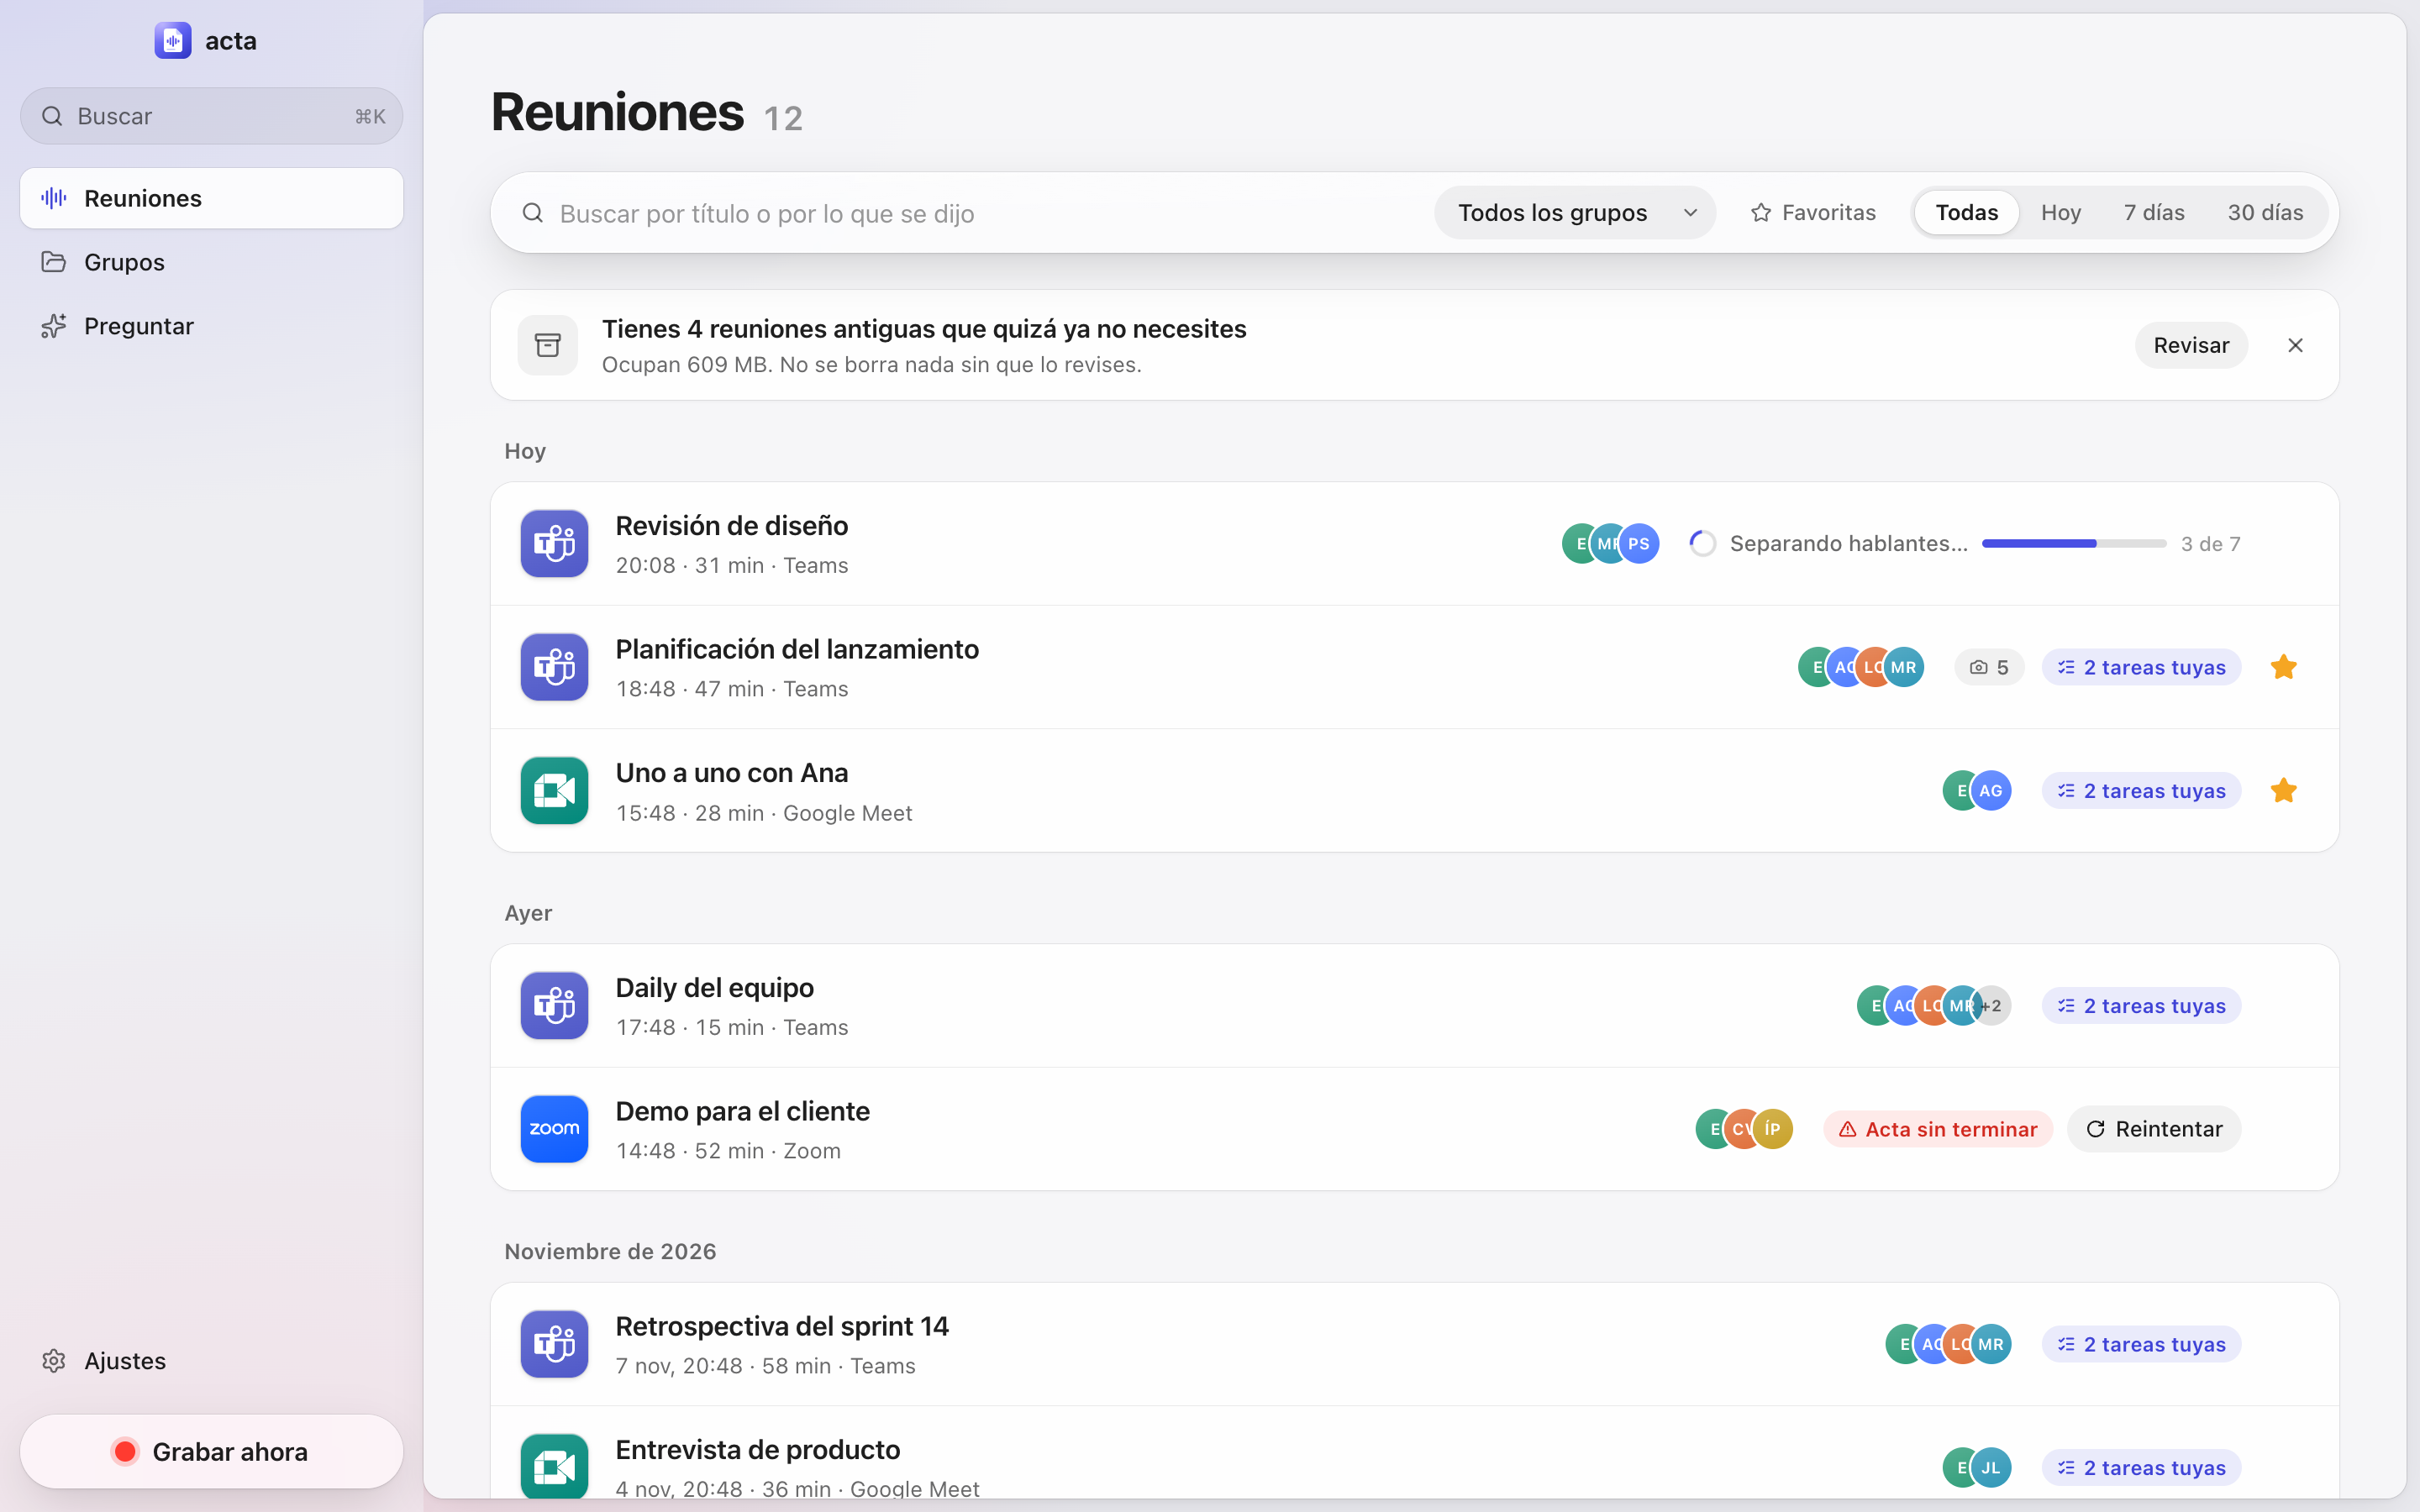 acta
Buscar ⌘K
Reuniones
Grupos
Preguntar
Ajustes
Grabar ahora
Reuniones 12
Buscar por título o por lo que se dijo
Todos los grupos
Favoritas
Todas Hoy 7 días 30 días
Tienes 4 reuniones antiguas que quizá ya no necesites
Ocupan 609 MB. No se borra nada sin que lo revises.
Revisar
Hoy
Revisión de diseño
20:08 · 31 min · Teams
E PS
Separando hablantes... 3 de 7
Planificación del lanzamiento
18:48 · 47 min · Teams
E MR
5
2 tareas tuyas
Uno a uno con Ana
15:48 · 28 min · Google Meet
E AG
2 tareas tuyas
Ayer
Daily del equipo
17:48 · 15 min · Teams
E MR +2
2 tareas tuyas
zoom
Demo para el cliente
14:48 · 52 min · Zoom
E CV ÍP
Acta sin terminar
Reintentar
Noviembre de 2026
Retrospectiva del sprint 14
7 nov, 20:48 · 58 min · Teams
E MR
2 tareas tuyas
Entrevista de producto
4 nov, 20:48 · 36 min · Google Meet
E JL
2 tareas tuyas